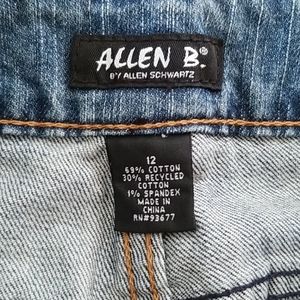 ALLEN B.®
BY ALLEN SCHWARTZ
12
69% COTTON
30% RECYCLED
COTTON
1% SPANDEX
MADE IN
CHINA
RN#93677